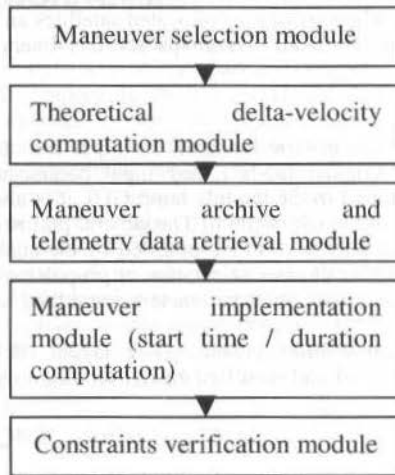 Maneuver selection module
Theoretical delta-velocity
computation module
Maneuver archive and
telemetry data retrieval module
Maneuver implementation
module (start time / duration
computation)
Constraints verification module